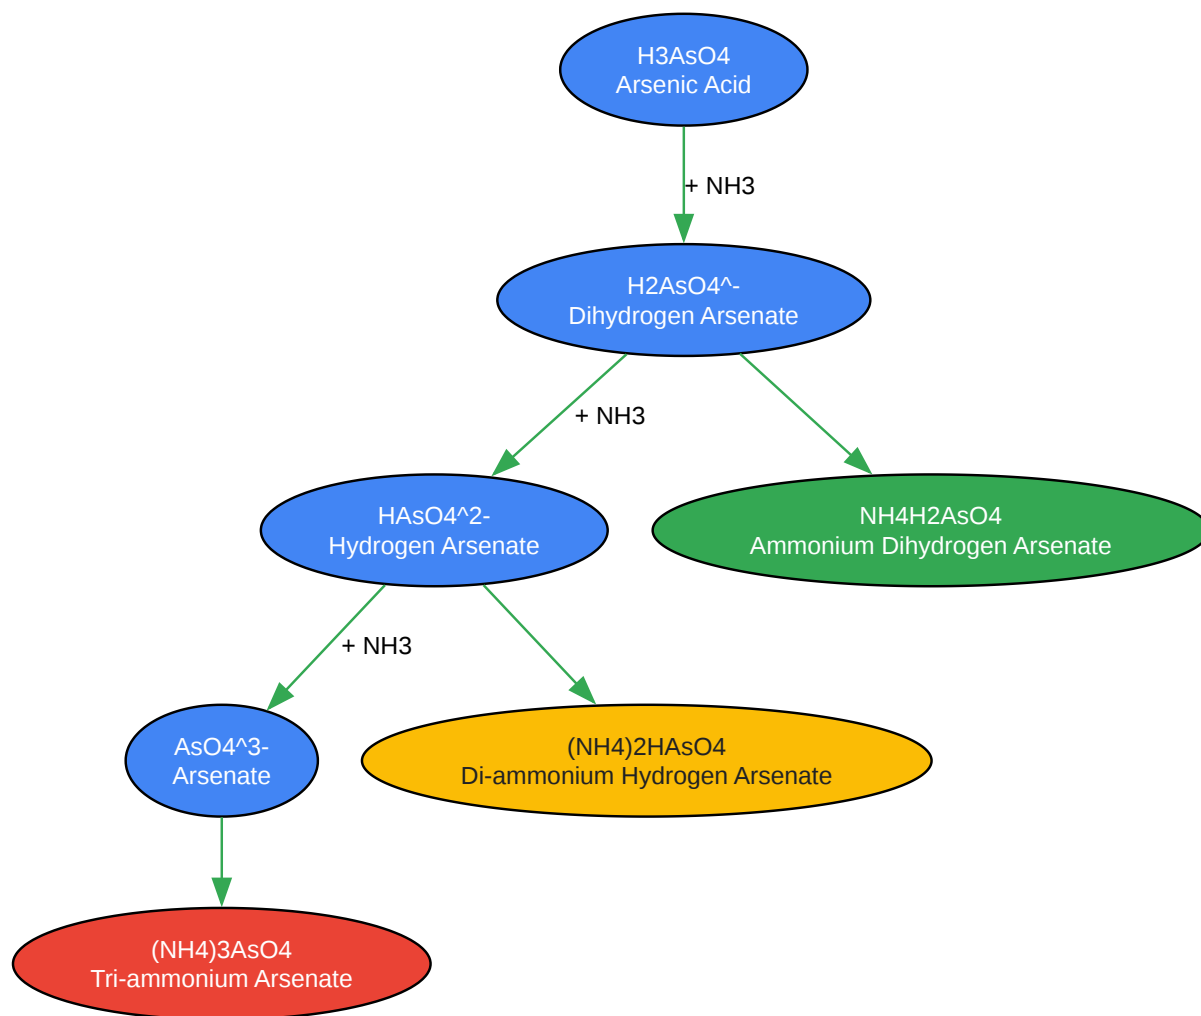 H3AsO4
Arsenic Acid
+ NH3
H2AsO4^-
Dihydrogen Arsenate
+ NH3
HAsO4^2-
Hydrogen Arsenate
NH4H2AsO4
Ammonium Dihydrogen Arsenate
+ NH3
AsO4^3-
Arsenate
(NH4)2HAsO4
Di-ammonium Hydrogen Arsenate
(NH4)3AsO4
Tri-ammonium Arsenate